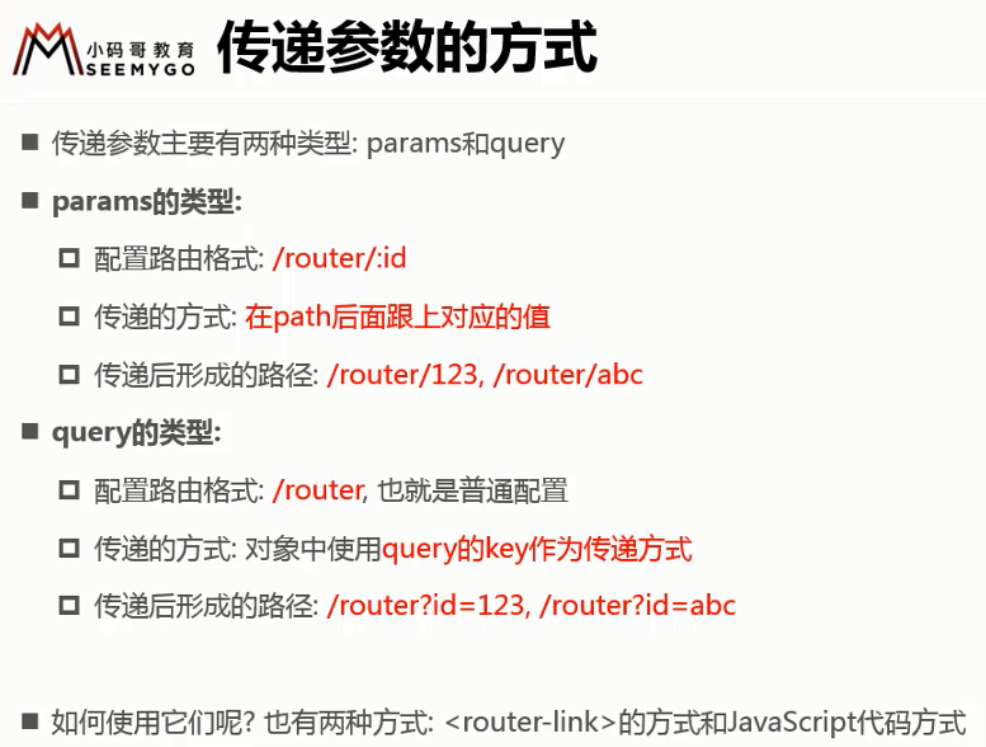 小码哥教育
SEEMYGO
传递参数的方式
传递参数主要有两种类型: params和query
params的类型:
配置路由格式: /router/:id
传递的方式: 在path后面跟上对应的值
传递后形成的路径: /router/123, /router/abc
query的类型:
配置路由格式: /router, 也就是普通配置
传递的方式: 对象中使用query的key作为传递方式
传递后形成的路径: /router?id=123, /router?id=abc
如何使用它们呢? 也有两种方式: <router-link>的方式和JavaScript代码方式